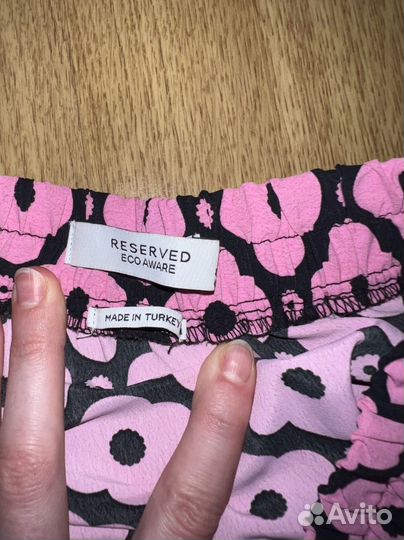 RESERVED
ECO AWARE
MADE IN TURKEY
Avito